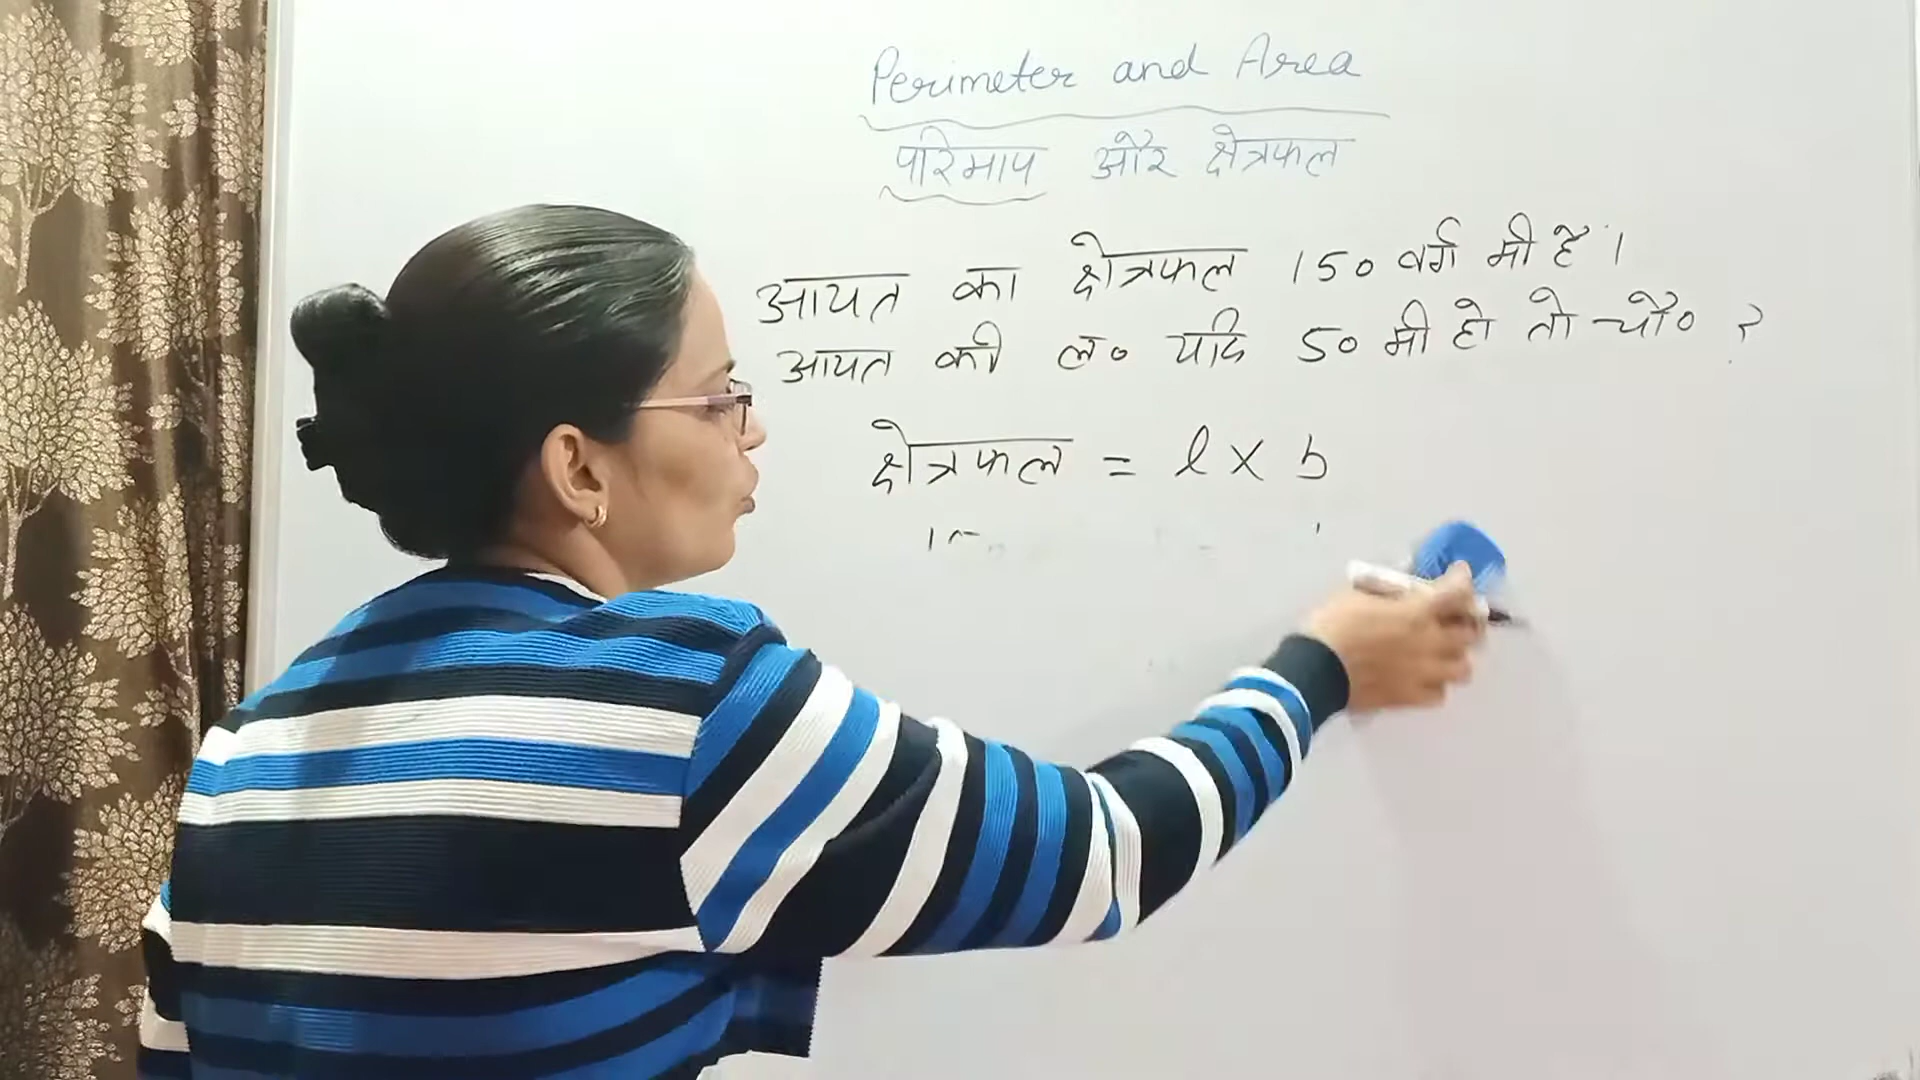 Perimeter and Area
परिमाप और क्षेत्रफल
आयत का क्षेत्रफल 150 वर्ग मी है।
आयत की ल० यदि 50 मी हो तो चौ० ?
क्षेत्रफल = l x b